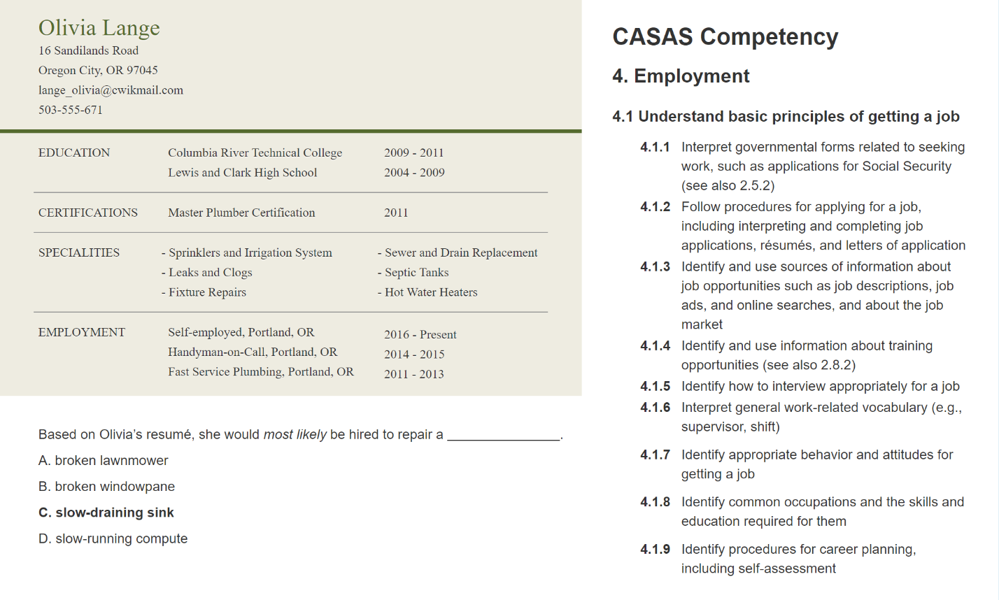 Olivia Lange
16 Sandilands Road
Oregon City, OR 97045
lange_olivia@cwikmail.com
503-555-671
EDUCATION Columbia River Technical College 2009 - 2011
Lewis and Clark High School 2004 - 2009
CERTIFICATIONS Master Plumber Certification 2011
SPECIALITIES - Sprinklers and Irrigation System - Sewer and Drain Replacement
- Leaks and Clogs - Septic Tanks
- Fixture Repairs - Hot Water Heaters
EMPLOYMENT Self-employed, Portland, OR 2016 - Present
Handyman-on-Call, Portland, OR 2014 - 2015
Fast Service Plumbing, Portland, OR 2011 - 2013
Based on Olivia’s resumé, she would most likely be hired to repair a _______________.
A. broken lawnmower
B. broken windowpane
C. slow-draining sink
D. slow-running compute
CASAS Competency
4. Employment
4.1 Understand basic principles of getting a job
4.1.1 Interpret governmental forms related to seeking
work, such as applications for Social Security
(see also 2.5.2)
4.1.2 Follow procedures for applying for a job,
including interpreting and completing job
applications, résumés, and letters of application
4.1.3 Identify and use sources of information about
job opportunities such as job descriptions, job
ads, and online searches, and about the job
market
4.1.4 Identify and use information about training
opportunities (see also 2.8.2)
4.1.5 Identify how to interview appropriately for a job
4.1.6 Interpret general work-related vocabulary (e.g.,
supervisor, shift)
4.1.7 Identify appropriate behavior and attitudes for
getting a job
4.1.8 Identify common occupations and the skills and
education required for them
4.1.9 Identify procedures for career planning,
including self-assessment